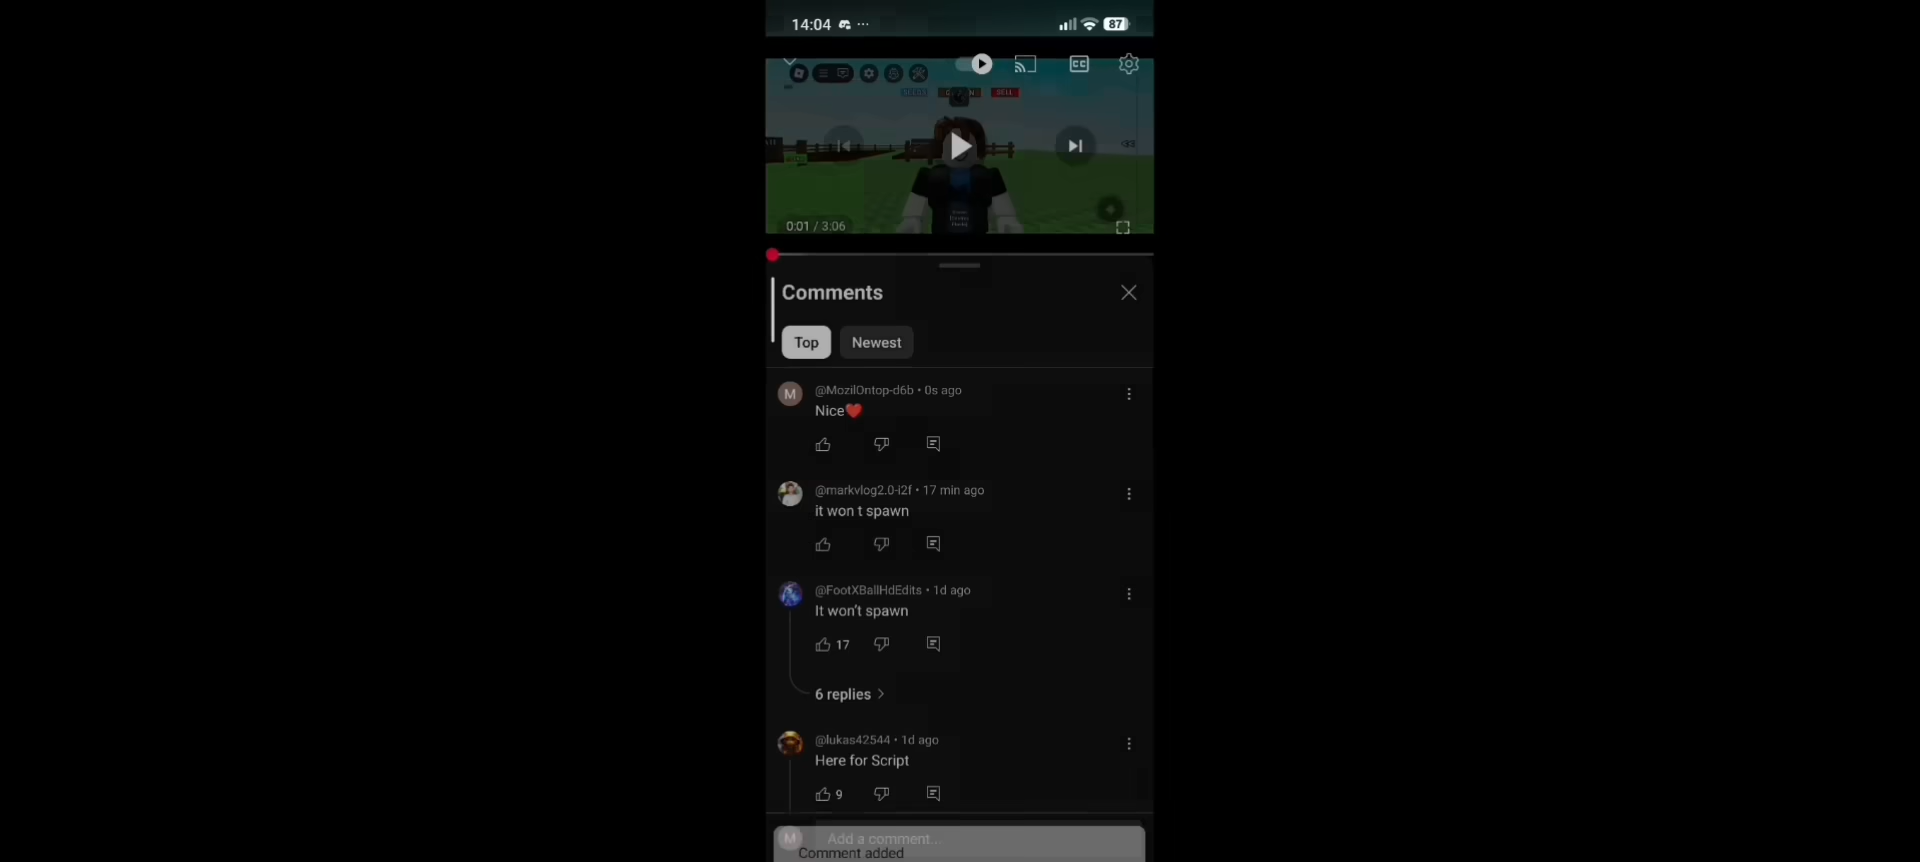 14:04
87
CC
SELL
0:01 / 3:06
Comments
Top
Newest
M
@MozilOntop-d6b • 0s ago
Nice❤️
@markvlog2.0-i2f • 17 min ago
it won t spawn
@FootXBallHdEdits • 1d ago
It won't spawn
17
6 replies
@lukas42544 • 1d ago
Here for Script
9
M
Add a comment...
Comment added